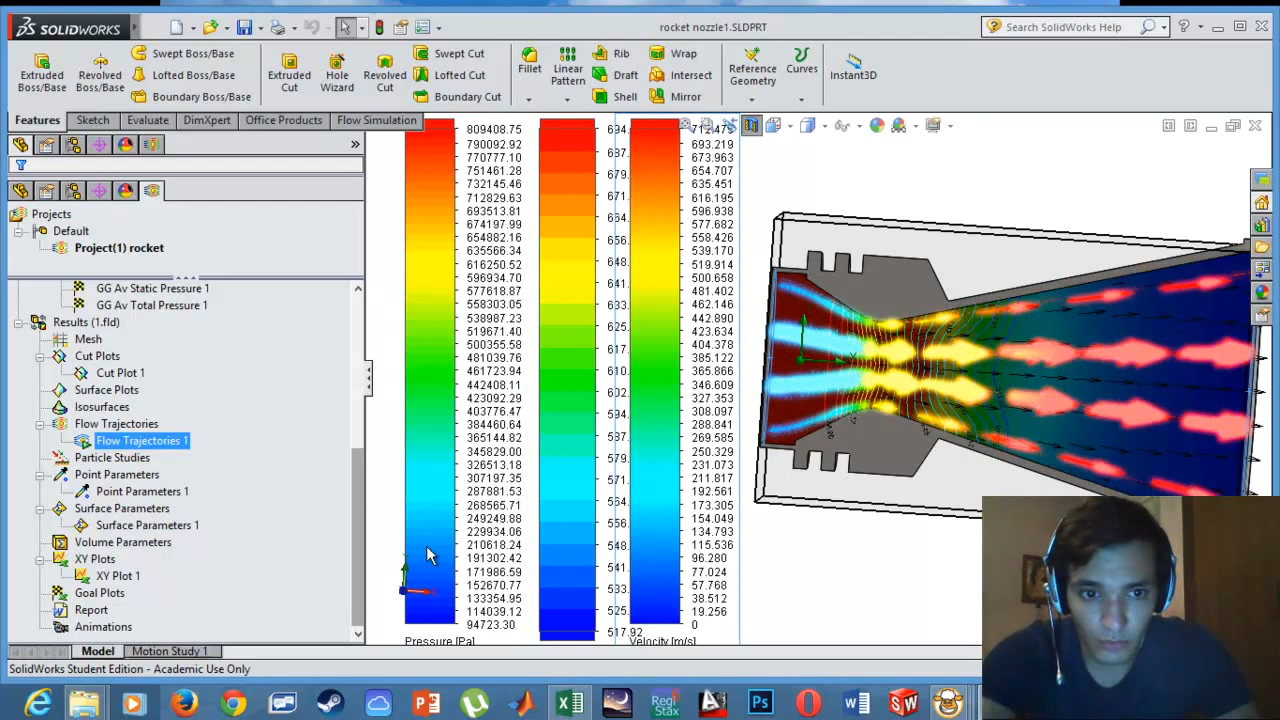 SOLIDWORKS
rocket nozzle1.SLDPRT
Search SolidWorks Help
Extruded Boss/Base
Revolved Boss/Base
Swept Boss/Base
Lofted Boss/Base
Boundary Boss/Base
Extruded Cut
Hole Wizard
Revolved Cut
Swept Cut
Lofted Cut
Boundary Cut
Fillet
Linear Pattern
Rib
Draft
Shell
Wrap
Intersect
Mirror
Reference Geometry
Curves
Instant3D
Features
Sketch
Evaluate
DimXpert
Office Products
Flow Simulation
Projects
Default
Project(1) rocket
GG Av Static Pressure 1
GG Av Total Pressure 1
Results (1.fld)
Mesh
Cut Plots
Cut Plot 1
Surface Plots
Isosurfaces
Flow Trajectories
Flow Trajectories 1
Particle Studies
Point Parameters
Point Parameters 1
Surface Parameters
Surface Parameters 1
Volume Parameters
XY Plots
XY Plot 1
Goal Plots
Report
Animations
809408.75
790092.92
770777.10
751461.28
732145.46
712829.63
693513.81
674197.99
654882.16
635566.34
616250.52
596934.70
577618.87
558303.05
538987.23
519671.40
500355.58
481039.76
461723.94
442408.11
423092.29
403776.47
384460.64
365144.82
345829.00
326513.18
307197.35
287881.53
268565.71
249249.88
229934.06
210618.24
191302.42
171986.59
152670.77
133354.95
114039.12
94723.30
Pressure [Pa]
517.92
712.475
693.219
673.963
654.707
635.451
616.195
596.938
577.682
558.426
539.170
519.914
500.658
481.402
462.146
442.890
423.634
404.378
385.122
365.866
346.609
327.353
308.097
288.841
269.585
250.329
231.073
211.817
192.561
173.305
154.049
134.793
115.536
96.280
77.024
57.768
38.512
19.256
0
Velocity [m/s]
Model
Motion Study 1
SolidWorks Student Edition - Academic Use Only